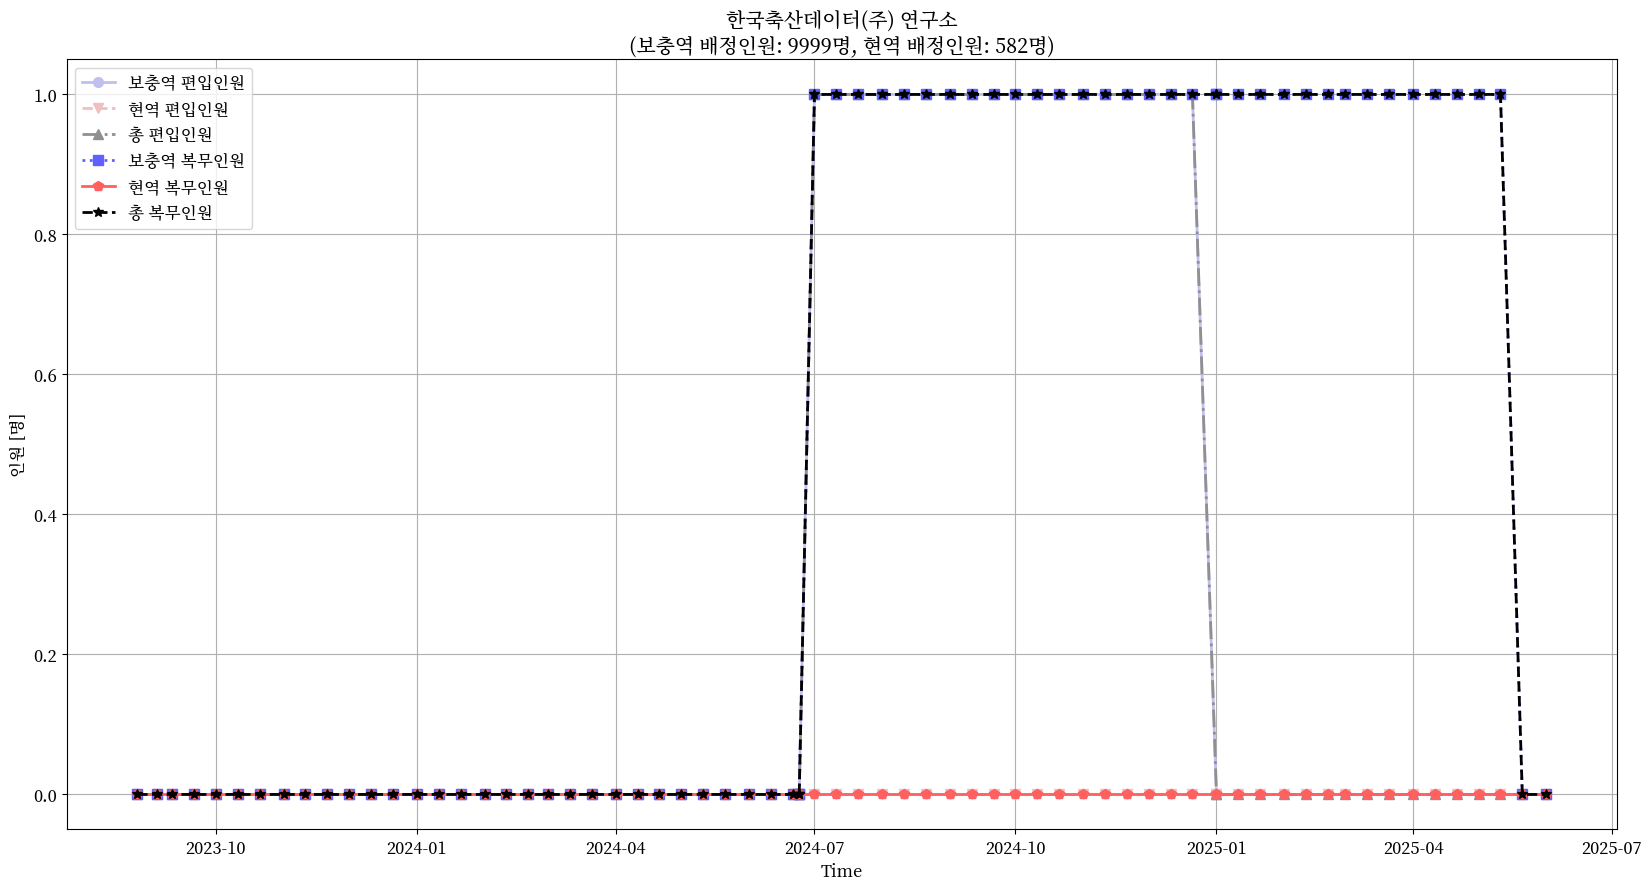 한국축산데이터(주) 연구소
(보충역 배정인원: 9999명, 현역 배정인원: 582명)
보충역 편입인원
현역 편입인원
총 편입인원
보충역 복무인원
현역 복무인원
총 복무인원
1.0
0.8
0.6
0.4
0.2
0.0
인원 [명]
2023-10
2024-01
2024-04
2024-07
2024-10
2025-01
2025-04
2025-07
Time